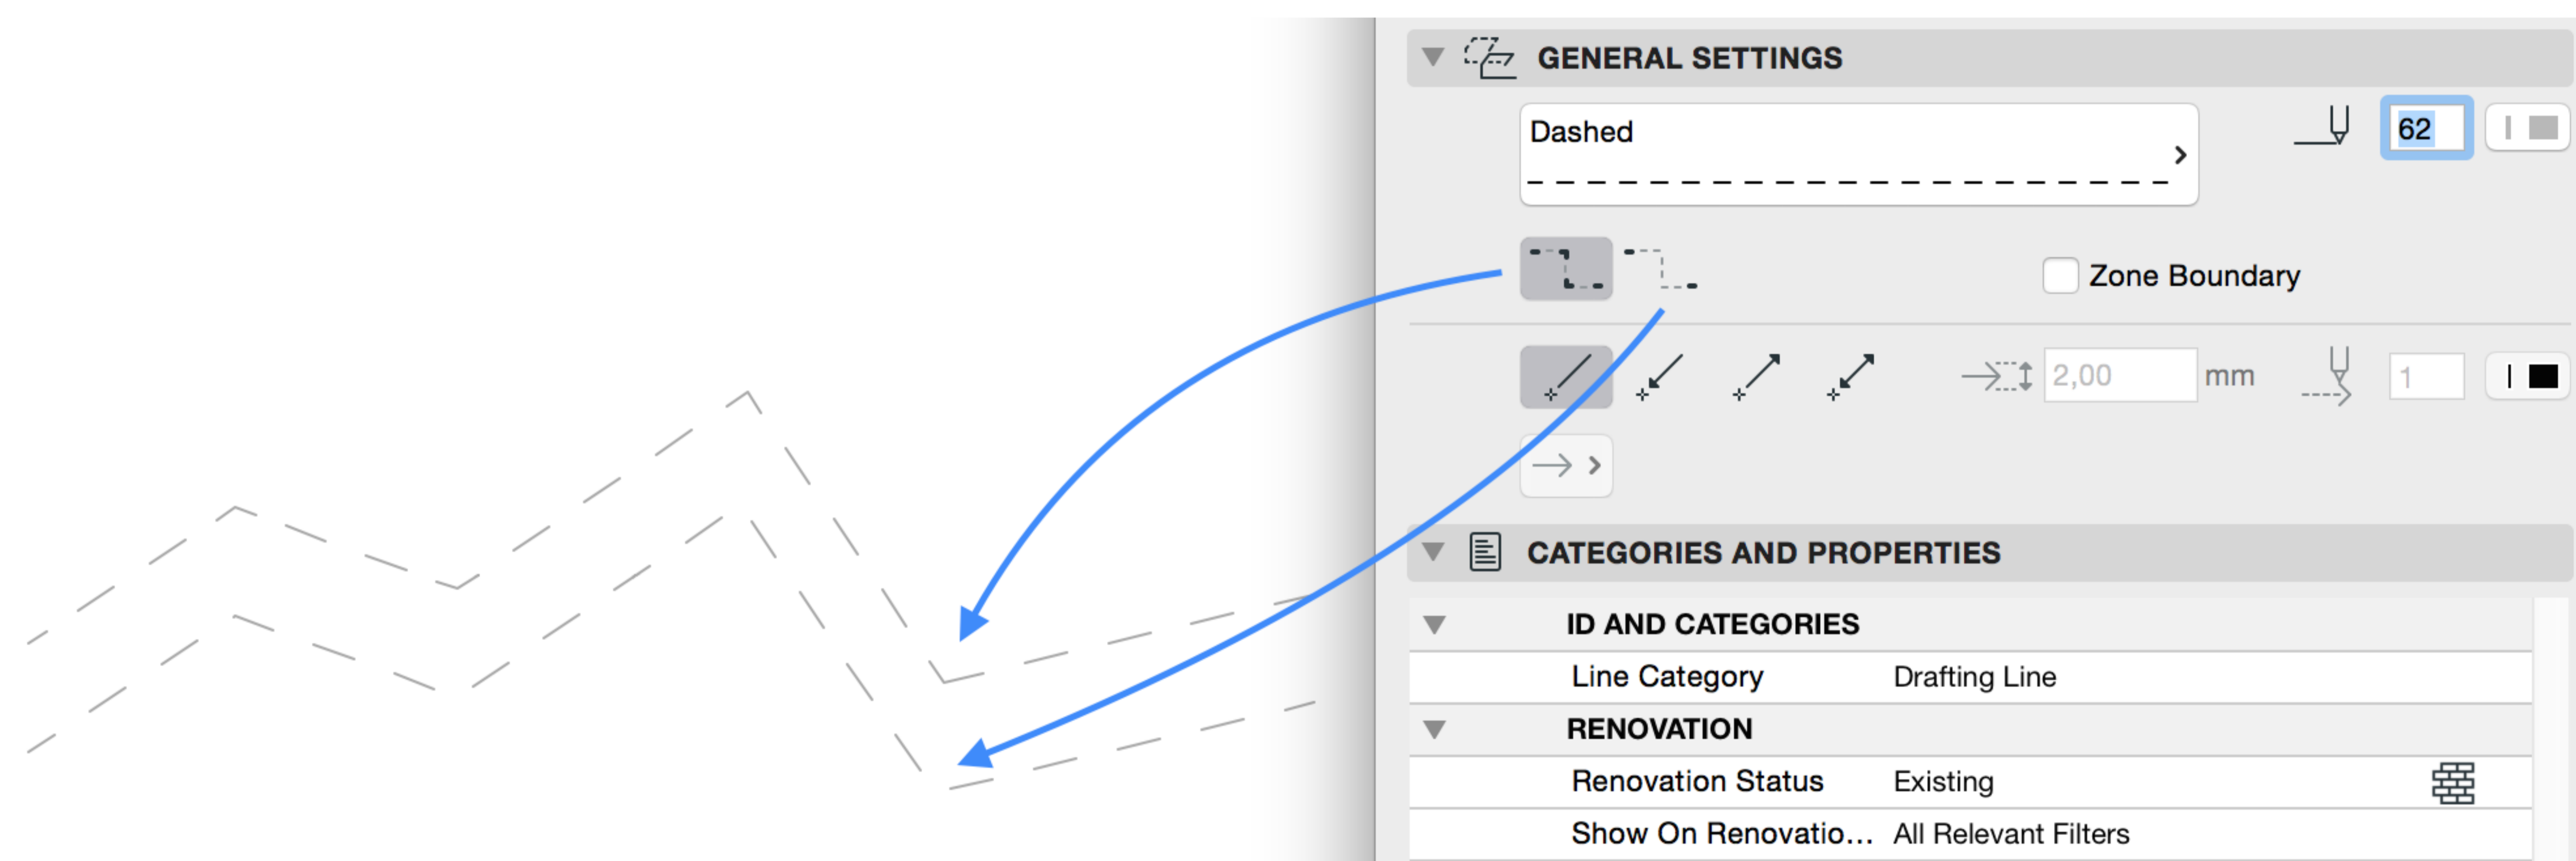 GENERAL SETTINGS
Dashed
62
Zone Boundary
2,00 mm
1
CATEGORIES AND PROPERTIES
ID AND CATEGORIES
Line Category Drafting Line
RENOVATION
Renovation Status Existing
Show On Renovatio... All Relevant Filters